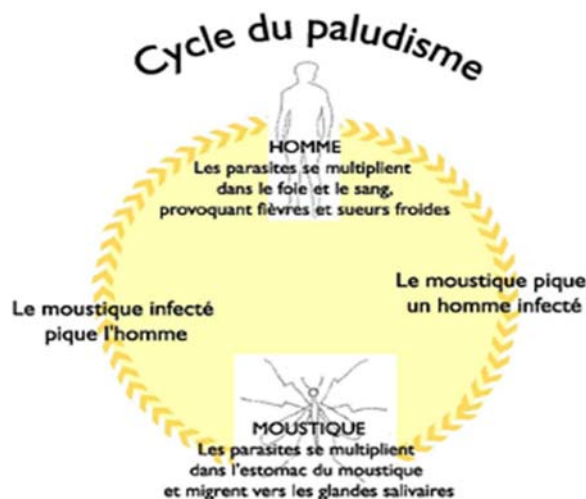 Cycle du paludisme
HOMME
Les parasites se multiplient
dans le foie et le sang,
provoquant fièvres et sueurs froides
Le moustique pique
un homme infecté
Le moustique infecté
pique l'homme
MOUSTIQUE
Les parasites se multiplient
dans l'estomac du moustique
et migrent vers les glandes salivaires